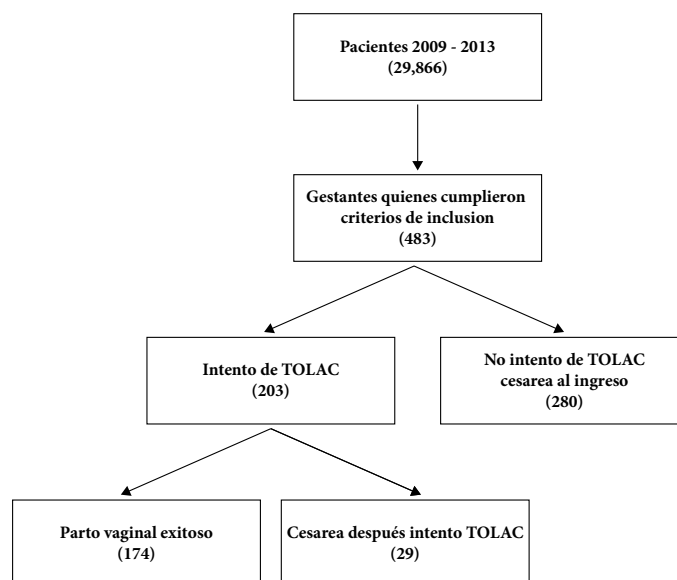 Pacientes 2009 - 2013
(29,866)
Gestantes quienes cumplieron
criterios de inclusion
(483)
Intento de TOLAC
(203)
No intento de TOLAC
cesarea al ingreso
(280)
Parto vaginal exitoso
(174)
Cesarea después intento TOLAC
(29)